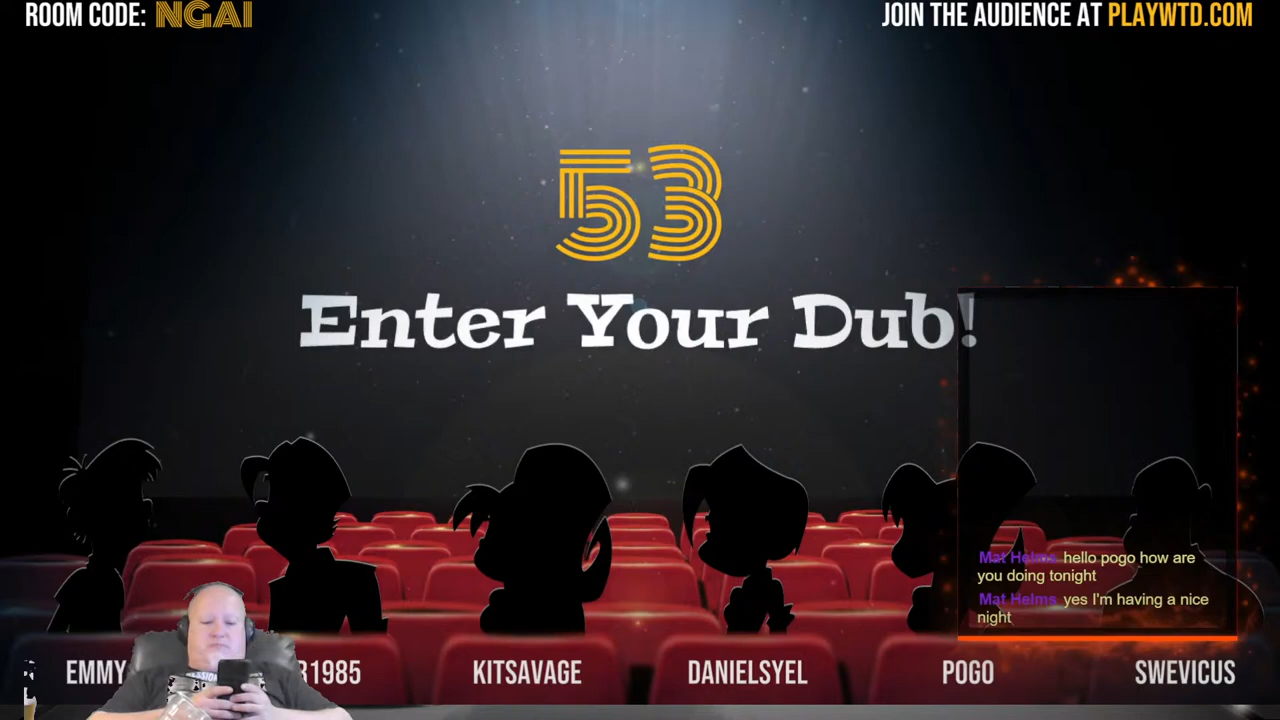 ROOM CODE: NGAI
JOIN THE AUDIENCE AT PLAYWTD.COM
53
Enter Your Dub!
Mat Helms hello pogo how are
you doing tonight
Mat Helms yes I'm having a nice
night
EMMY
1985
KITSAVAGE
DANIELSYEL
POGO
SWEVICUS